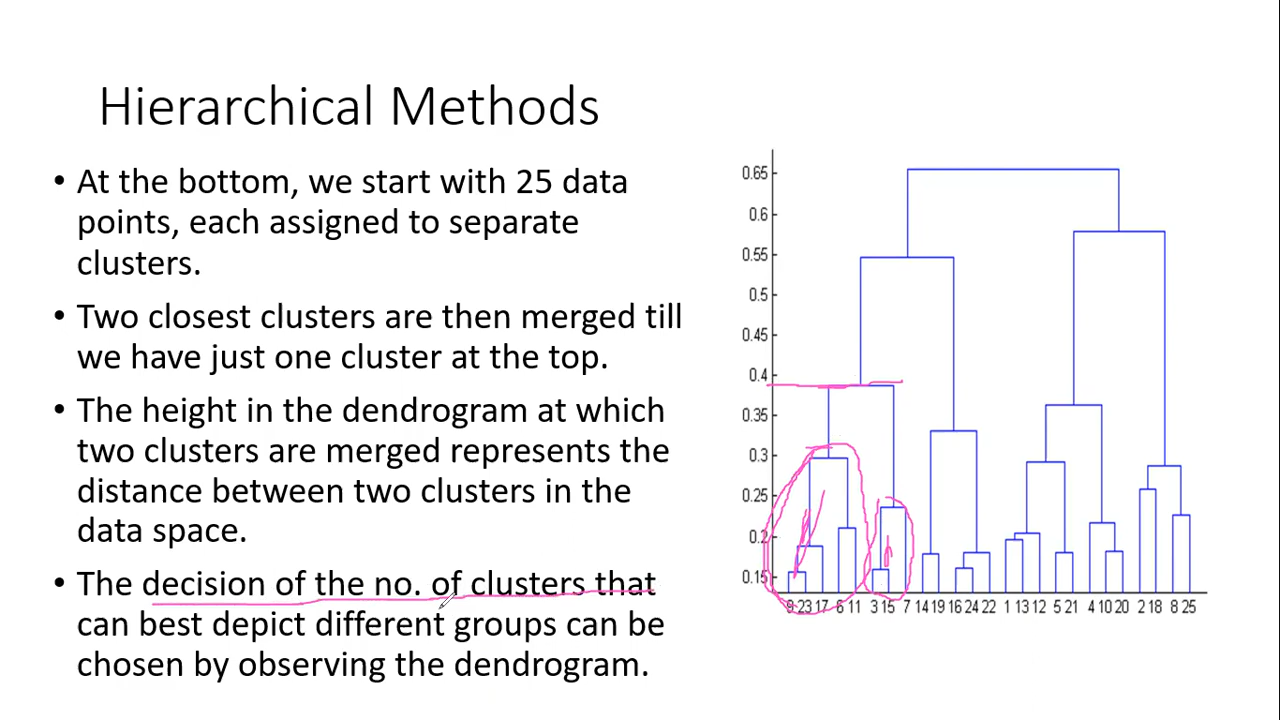 Hierarchical Methods
• At the bottom, we start with 25 data
points, each assigned to separate
clusters.
• Two closest clusters are then merged till
we have just one cluster at the top.
• The height in the dendrogram at which
two clusters are merged represents the
distance between two clusters in the
data space.
• The decision of the no. of clusters that
can best depict different groups can be
chosen by observing the dendrogram.
0.65
0.6
0.55
0.5
0.45
0.4
0.35
0.3
0.25
0.2
0.15
23 17 6 11 3 15 7 14 19 16 24 22 1 13 12 5 21 4 10 20 2 18 8 25